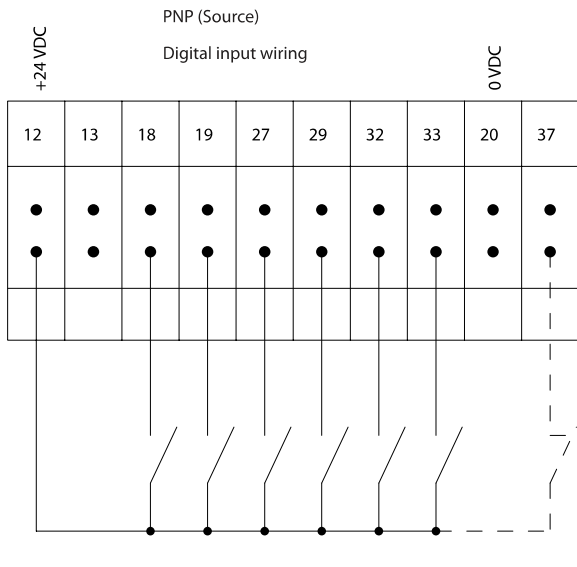 PNP (Source)
Digital input wiring
+24 VDC
0 VDC
12 13 18 19 27 29 32 33 20 37